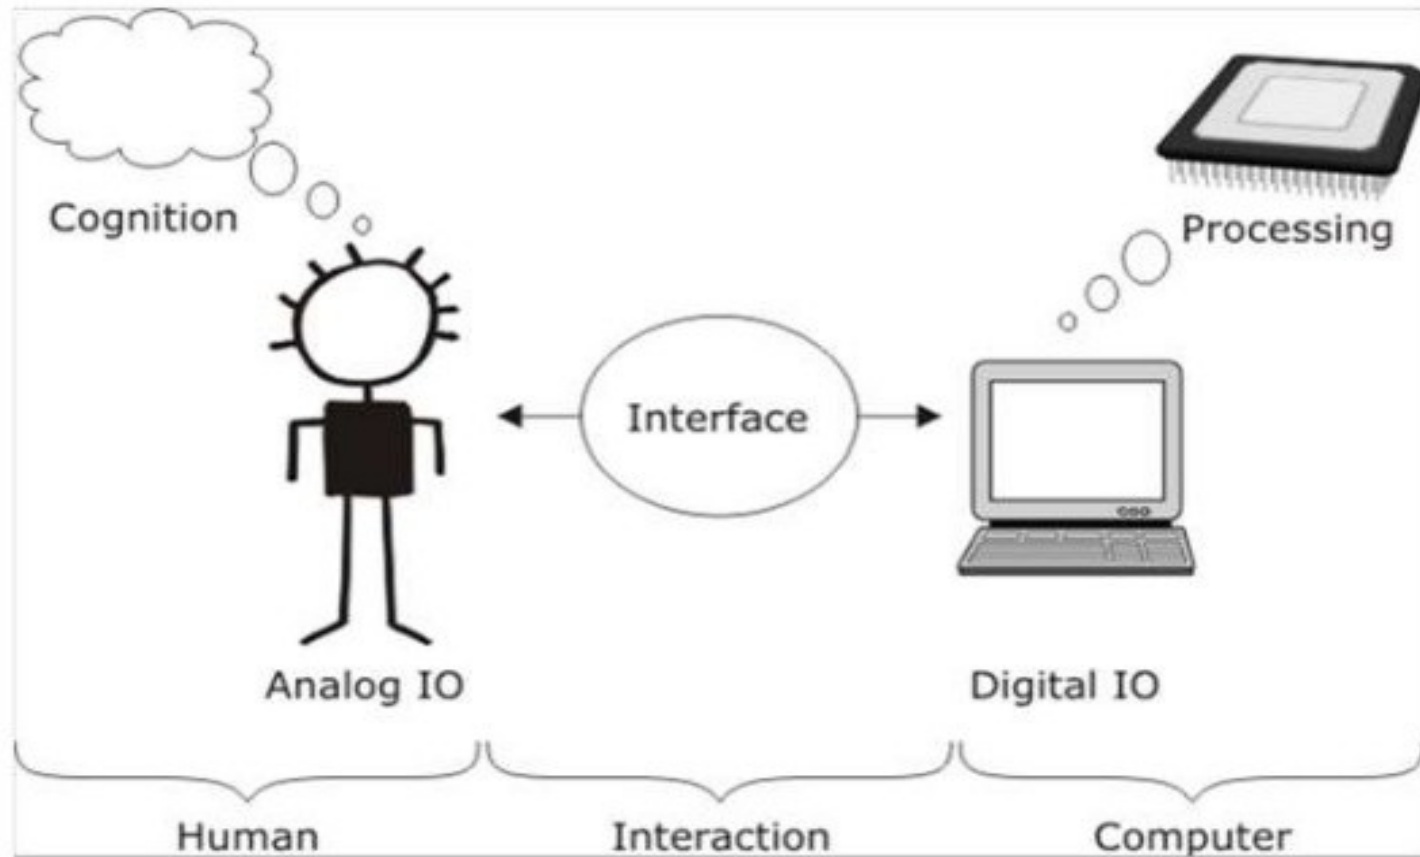 Cognition
Processing
Interface
Analog IO
Digital IO
Human
Interaction
Computer